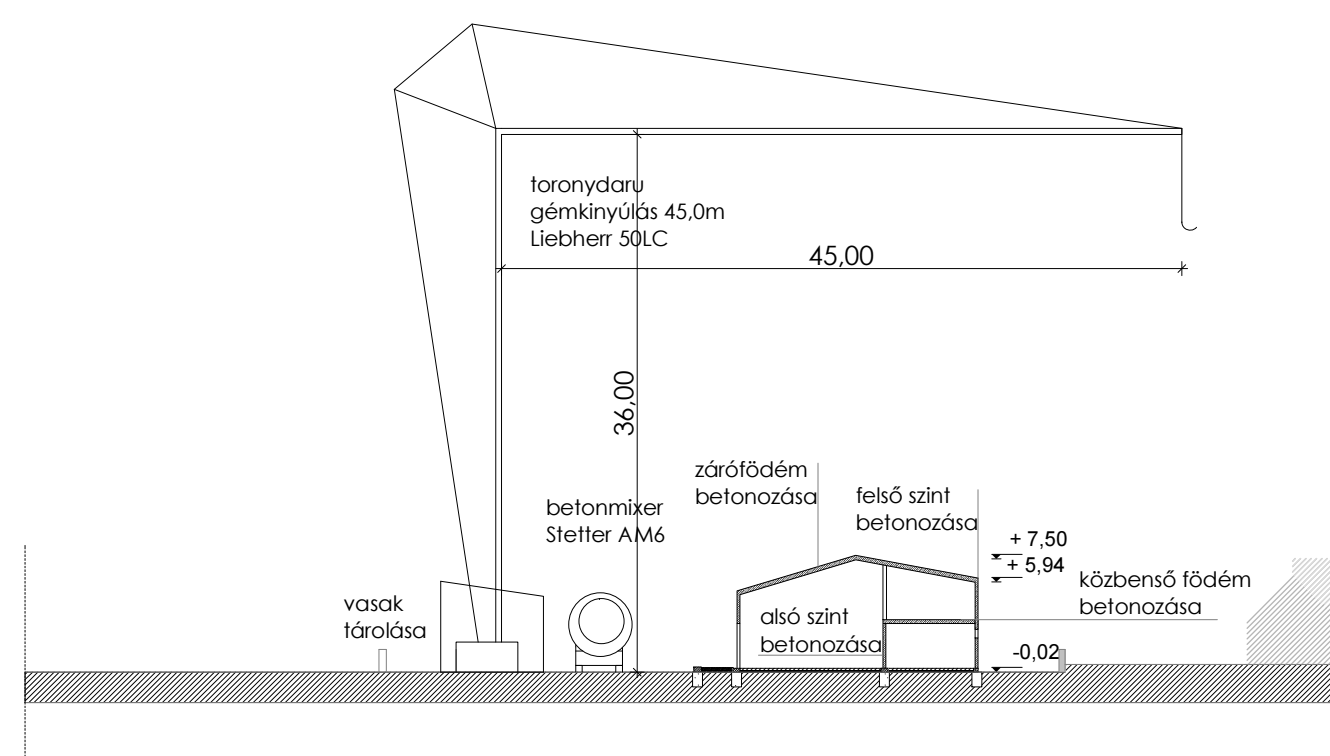 toronydaru
gémkinyúlás 45,0m
Liebherr 50LC
45,00
36,00
zárófödém
betonozása
felső szint
betonozása
betonmixer
Stetter AM6
+ 7,50
+ 5,94
közbenső födém
betonozása
vasak
tárolása
alsó szint
betonozása
-0,02